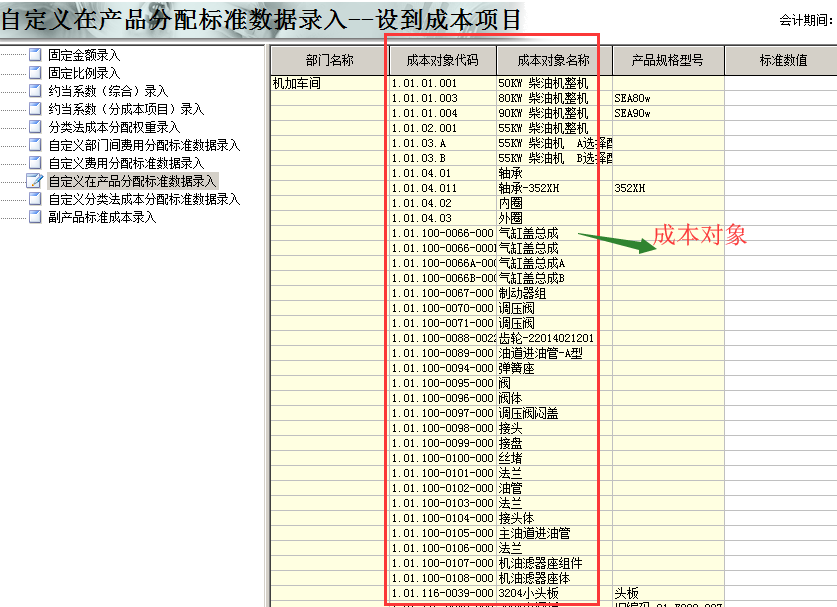 自定义在产品分配标准数据录入--设到成本项目
会计期间:
固定金额录入
固定比例录入
约当系数（综合）录入
约当系数（分成本项目）录入
分类法成本分配权重录入
自定义部门间费用分配标准数据录入
自定义费用分配标准数据录入
自定义在产品分配标准数据录入
自定义分类法成本分配标准数据录入
副产品标准成本录入
部门名称 成本对象代码 成本对象名称 产品规格型号 标准数值
机加车间 1.01.01.001 50KW 柴油机整机
1.01.01.003 80KW 柴油机整机 SEA80w
1.01.01.004 90KW 柴油机整机 SEA90w
1.01.02.001 55KW 柴油机整机
1.01.03.A 55KW 柴油机 A选择配
1.01.03.B 55KW 柴油机 B选择配
1.01.04.01 轴承
1.01.04.011 轴承-352XH 352XH
1.01.04.02 内圈
1.01.04.03 外圈
1.01.100-0066-000 气缸盖总成
成本对象
1.01.100-0066-000 气缸盖总成
1.01.100-0066A-00 气缸盖总成A
1.01.100-0066B-00 气缸盖总成B
1.01.100-0067-000 制动器组
1.01.100-0070-000 调压阀
1.01.100-0071-000 调压阀
1.01.100-0088-002 齿轮-22014021201
1.01.100-0089-000 油道进油管-A型
1.01.100-0094-000 弹簧座
1.01.100-0095-000 阀
1.01.100-0096-000 阀体
1.01.100-0097-000 调压阀闷盖
1.01.100-0098-000 接头
1.01.100-0099-000 接盘
1.01.100-0100-000 丝堵
1.01.100-0101-000 法兰
1.01.100-0102-000 油管
1.01.100-0103-000 法兰
1.01.100-0104-000 接头体
1.01.100-0105-000 主油道进油管
1.01.100-0106-000 法兰
1.01.100-0107-000 机油滤器座组件
1.01.100-0108-000 机油滤器座体
1.01.116-0039-000 3204小头板 头板